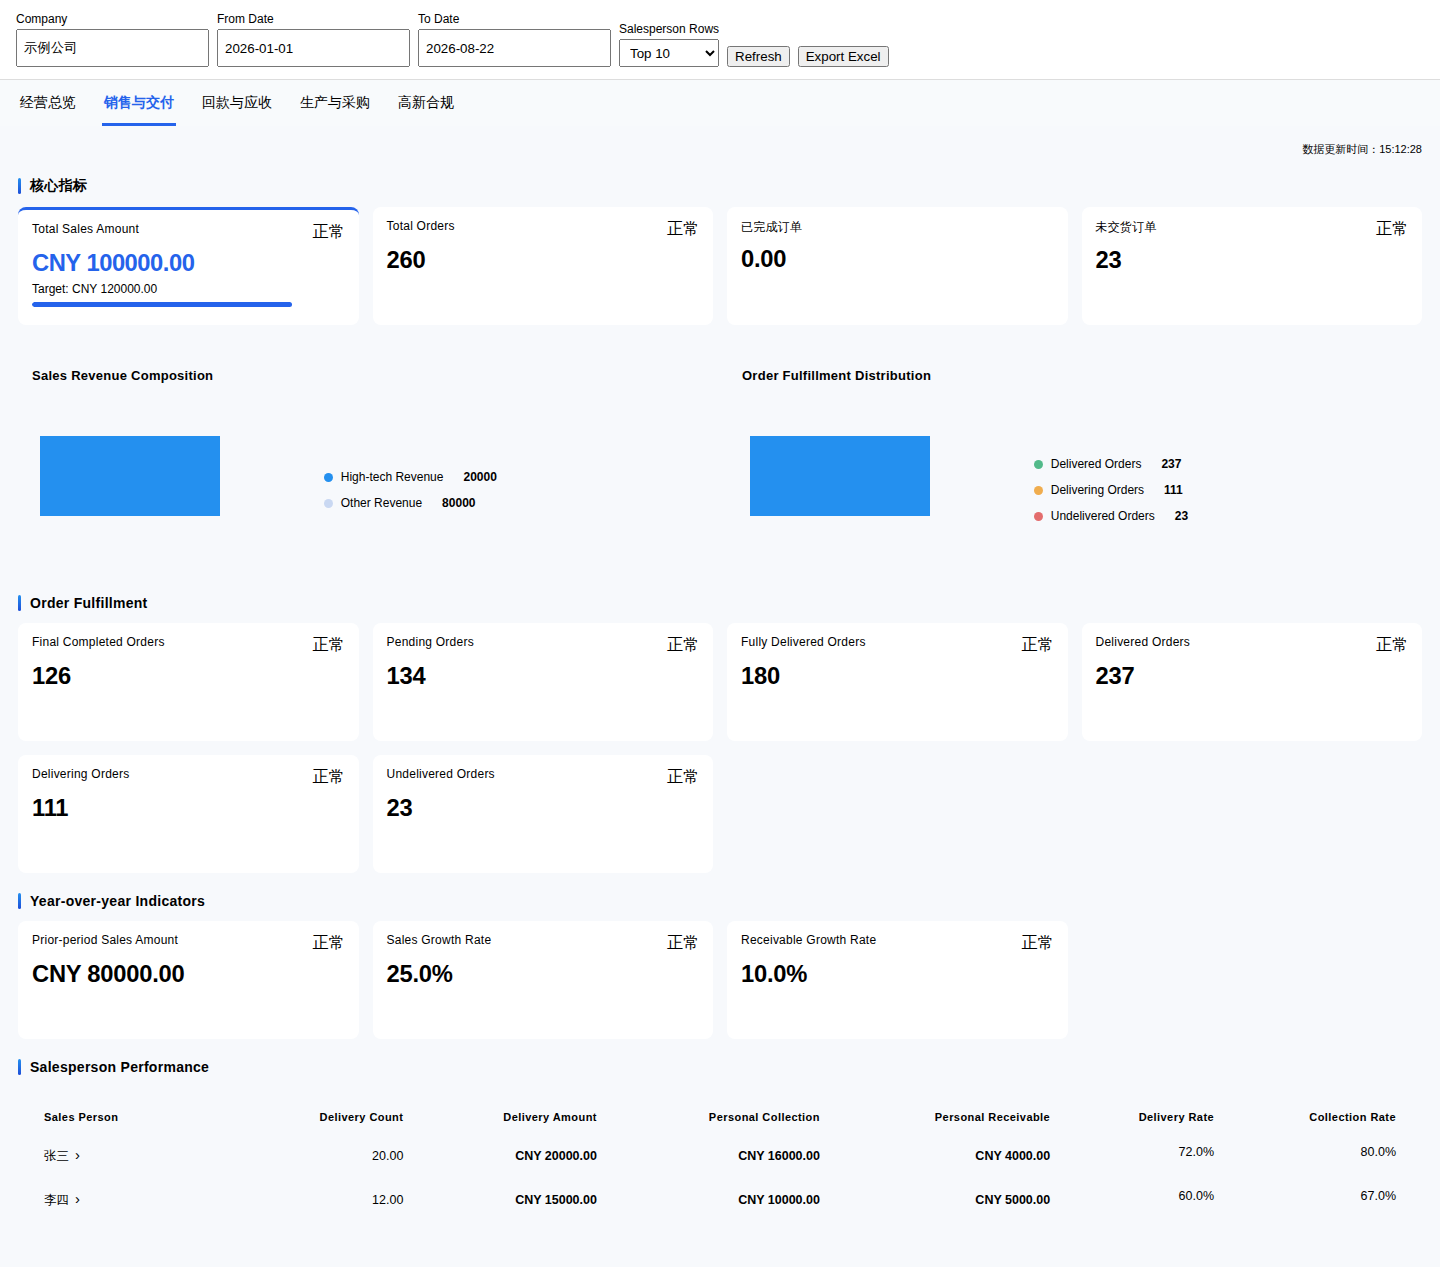 Company
From Date
To Date
Salesperson Rows
示例公司
2026-01-01
2026-08-22
Top 10
Refresh
Export Excel
经营总览
销售与交付
回款与应收
生产与采购
高新合规
数据更新时间：15:12:28
核心指标
Total Sales Amount 正常
CNY 100000.00
Target: CNY 120000.00
Total Orders 正常
260
已完成订单
0.00
未交货订单 正常
23
Sales Revenue Composition
High-tech Revenue 20000
Other Revenue 80000
Order Fulfillment Distribution
Delivered Orders 237
Delivering Orders 111
Undelivered Orders 23
Order Fulfillment
Final Completed Orders 正常
126
Pending Orders 正常
134
Fully Delivered Orders 正常
180
Delivered Orders 正常
237
Delivering Orders 正常
111
Undelivered Orders 正常
23
Year-over-year Indicators
Prior-period Sales Amount 正常
CNY 80000.00
Sales Growth Rate 正常
25.0%
Receivable Growth Rate 正常
10.0%
Salesperson Performance
Sales Person Delivery Count Delivery Amount Personal Collection Personal Receivable Delivery Rate Collection Rate
张三 › 20.00 CNY 20000.00 CNY 16000.00 CNY 4000.00 72.0% 80.0%
李四 › 12.00 CNY 15000.00 CNY 10000.00 CNY 5000.00 60.0% 67.0%